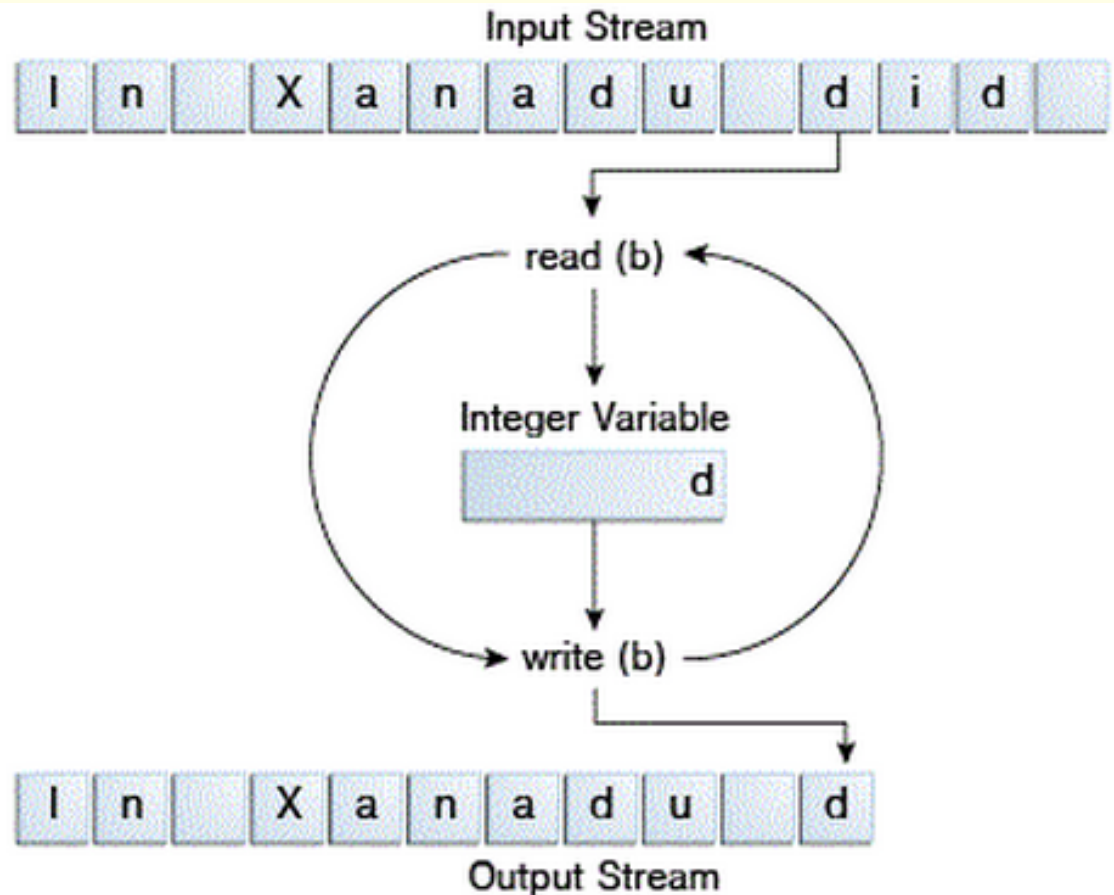 Input Stream
I n   X a n a d u   d i d
read (b)
Integer Variable
d
write (b)
I n   X a n a d u   d
Output Stream